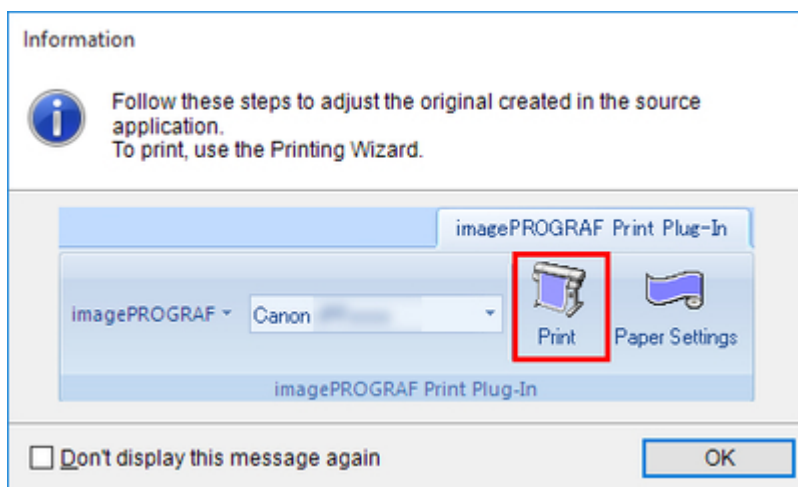 Information
Follow these steps to adjust the original created in the source
application.
To print, use the Printing Wizard.
imagePROGRAF Print Plug-In
imagePROGRAF
Canon
Print
Paper Settings
imagePROGRAF Print Plug-In
Don't display this message again
OK